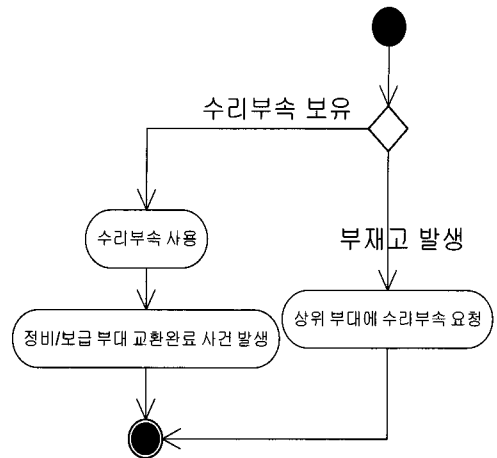 수리부속 보유
부재고 발생
수리부속 사용
정비/보급 부대 교환완료 사건 발생
상위 부대에 수리부속 요청